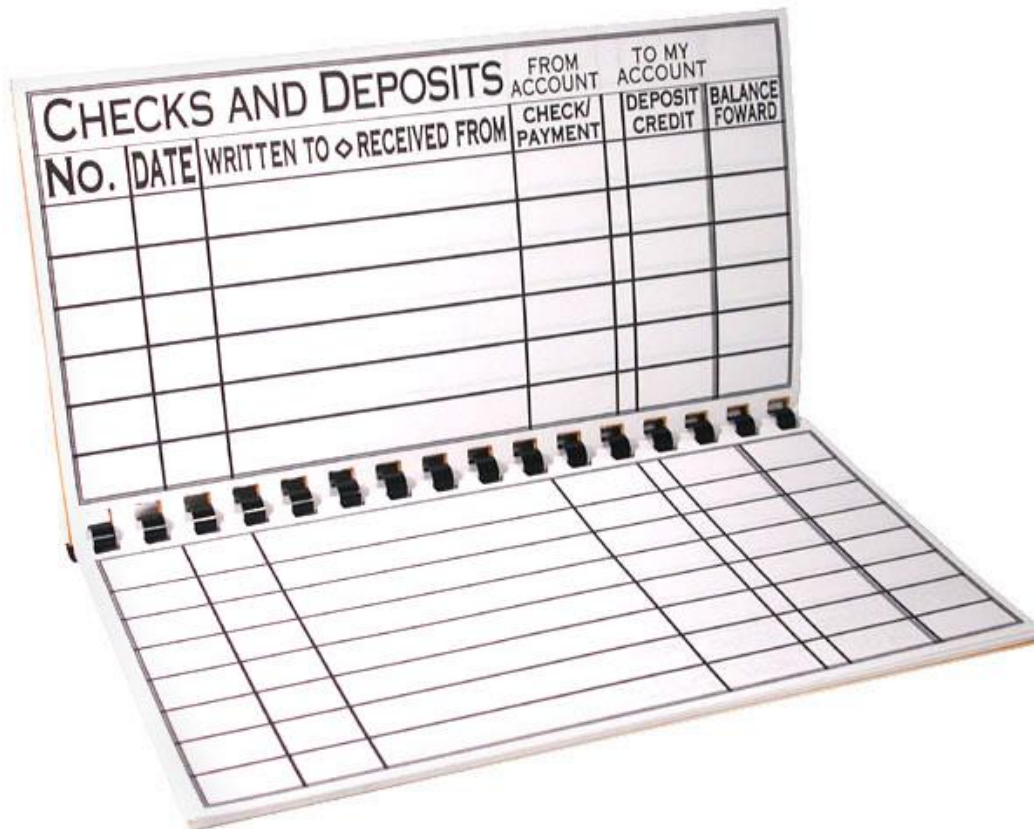 CHECKS AND DEPOSITS FROM ACCOUNT TO MY ACCOUNT
No. DATE WRITTEN TO ◇ RECEIVED FROM CHECK/ PAYMENT DEPOSIT CREDIT BALANCE FOWARD